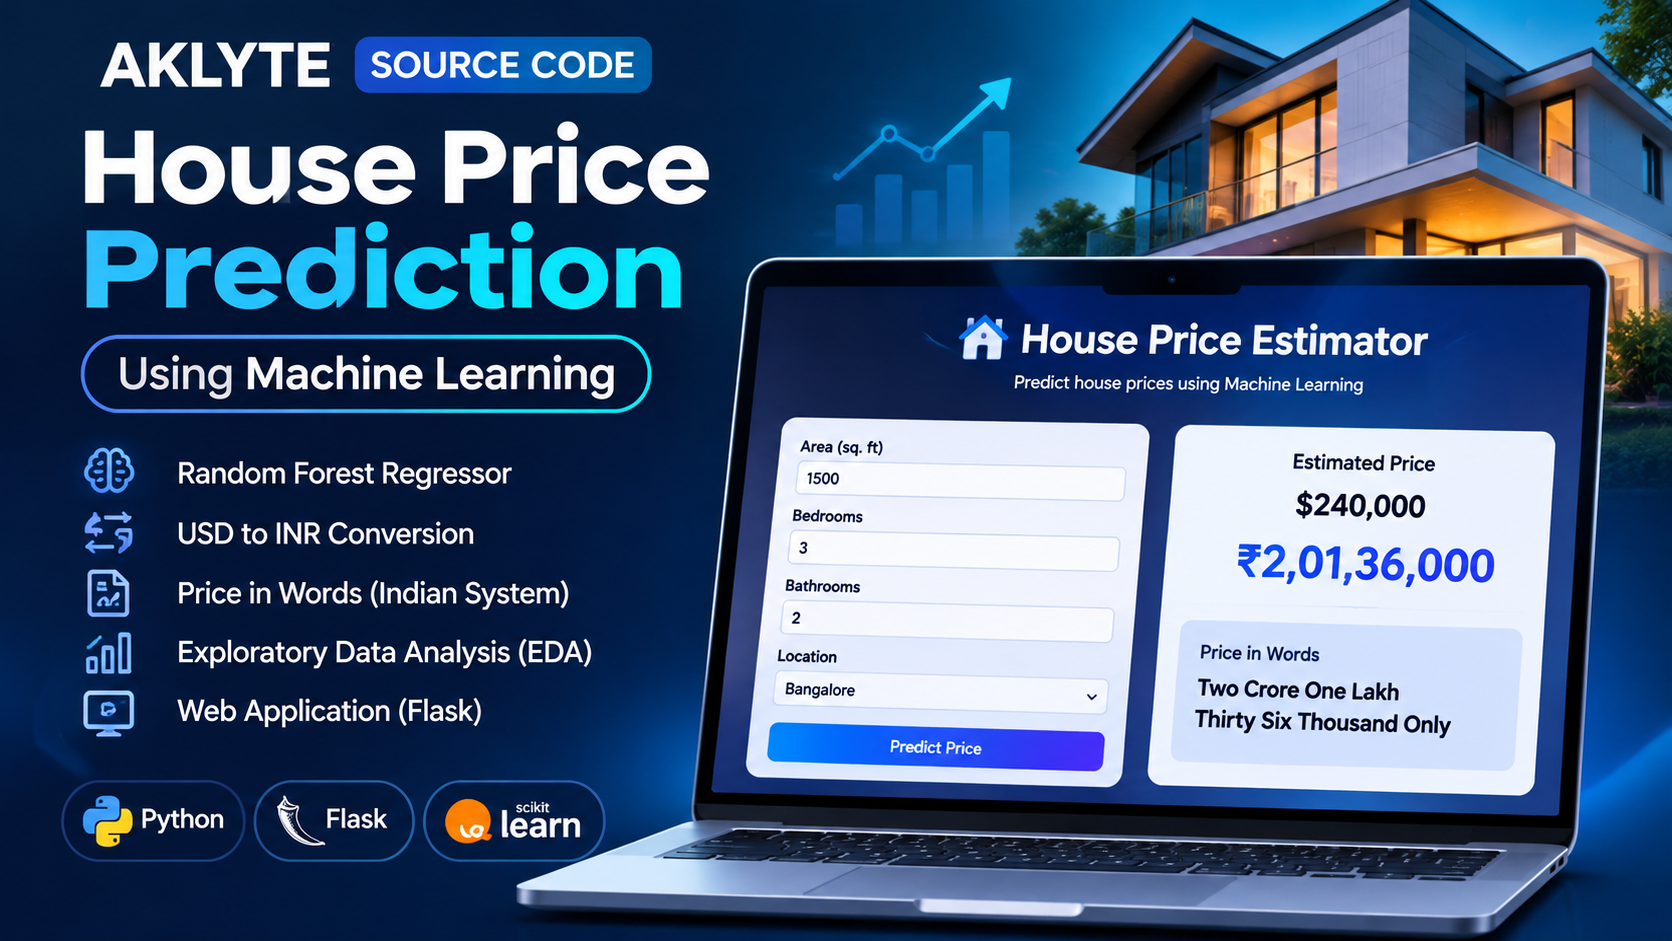 AKLYTE SOURCE CODE
House Price
Prediction
Using Machine Learning
Random Forest Regressor
USD to INR Conversion
Price in Words (Indian System)
Exploratory Data Analysis (EDA)
Web Application (Flask)
Python Flask scikit learn
House Price Estimator
Predict house prices using Machine Learning
Area (sq. ft)
1500
Bedrooms
3
Bathrooms
2
Location
Bangalore
Predict Price
Estimated Price
$240,000
₹2,01,36,000
Price in Words
Two Crore One Lakh
Thirty Six Thousand Only